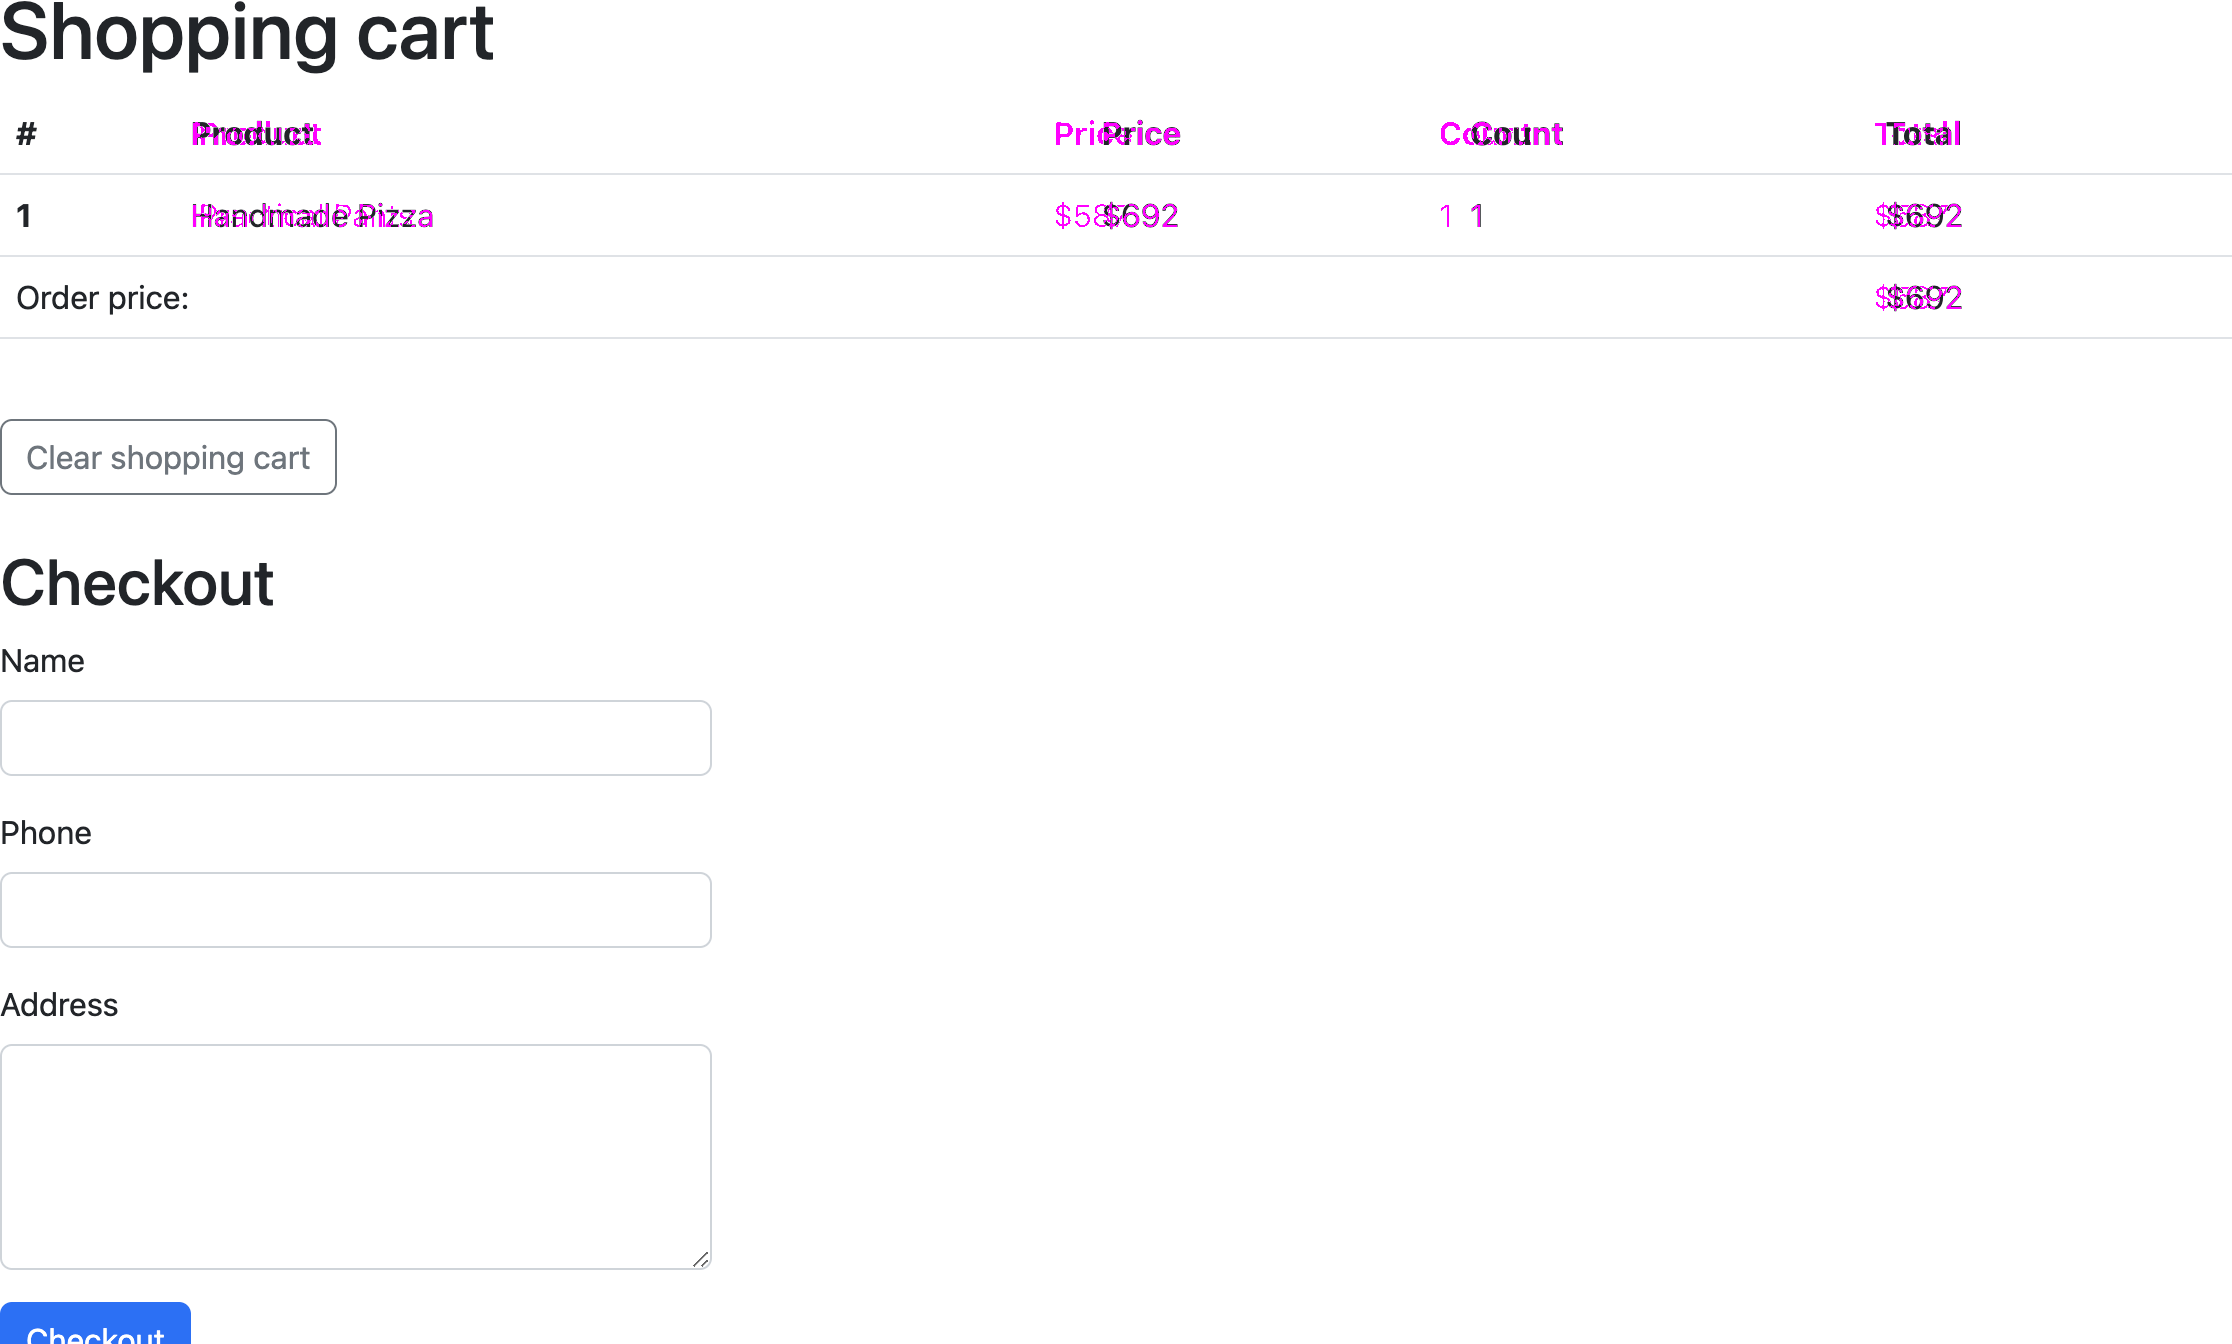 Shopping cart
# Product Price Count Total
1 Handmade Pizza $692 1 $692
Order price: $692
Clear shopping cart
Checkout
Name
Phone
Address
Checkout